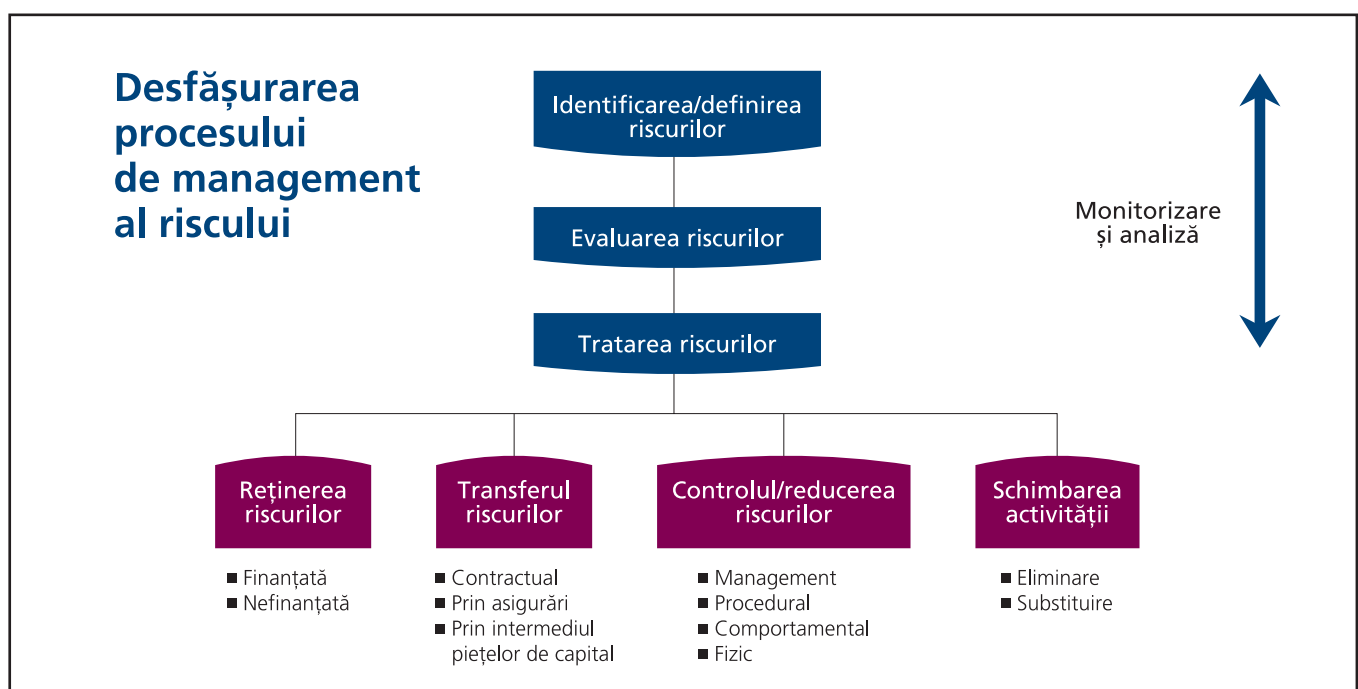 Desfășurarea
procesului
de management
al riscului
Identificarea/definirea
riscurilor
Evaluarea riscurilor
Tratarea riscurilor
Monitorizare
și analiză
Reținerea
riscurilor
■ Finanțată
■ Nefinanțată
Transferul
riscurilor
■ Contractual
■ Prin asigurări
■ Prin intermediul
piețelor de capital
Controlul/reducerea
riscurilor
■ Management
■ Procedural
■ Comportamental
■ Fizic
Schimbarea
activității
■ Eliminare
■ Substituire